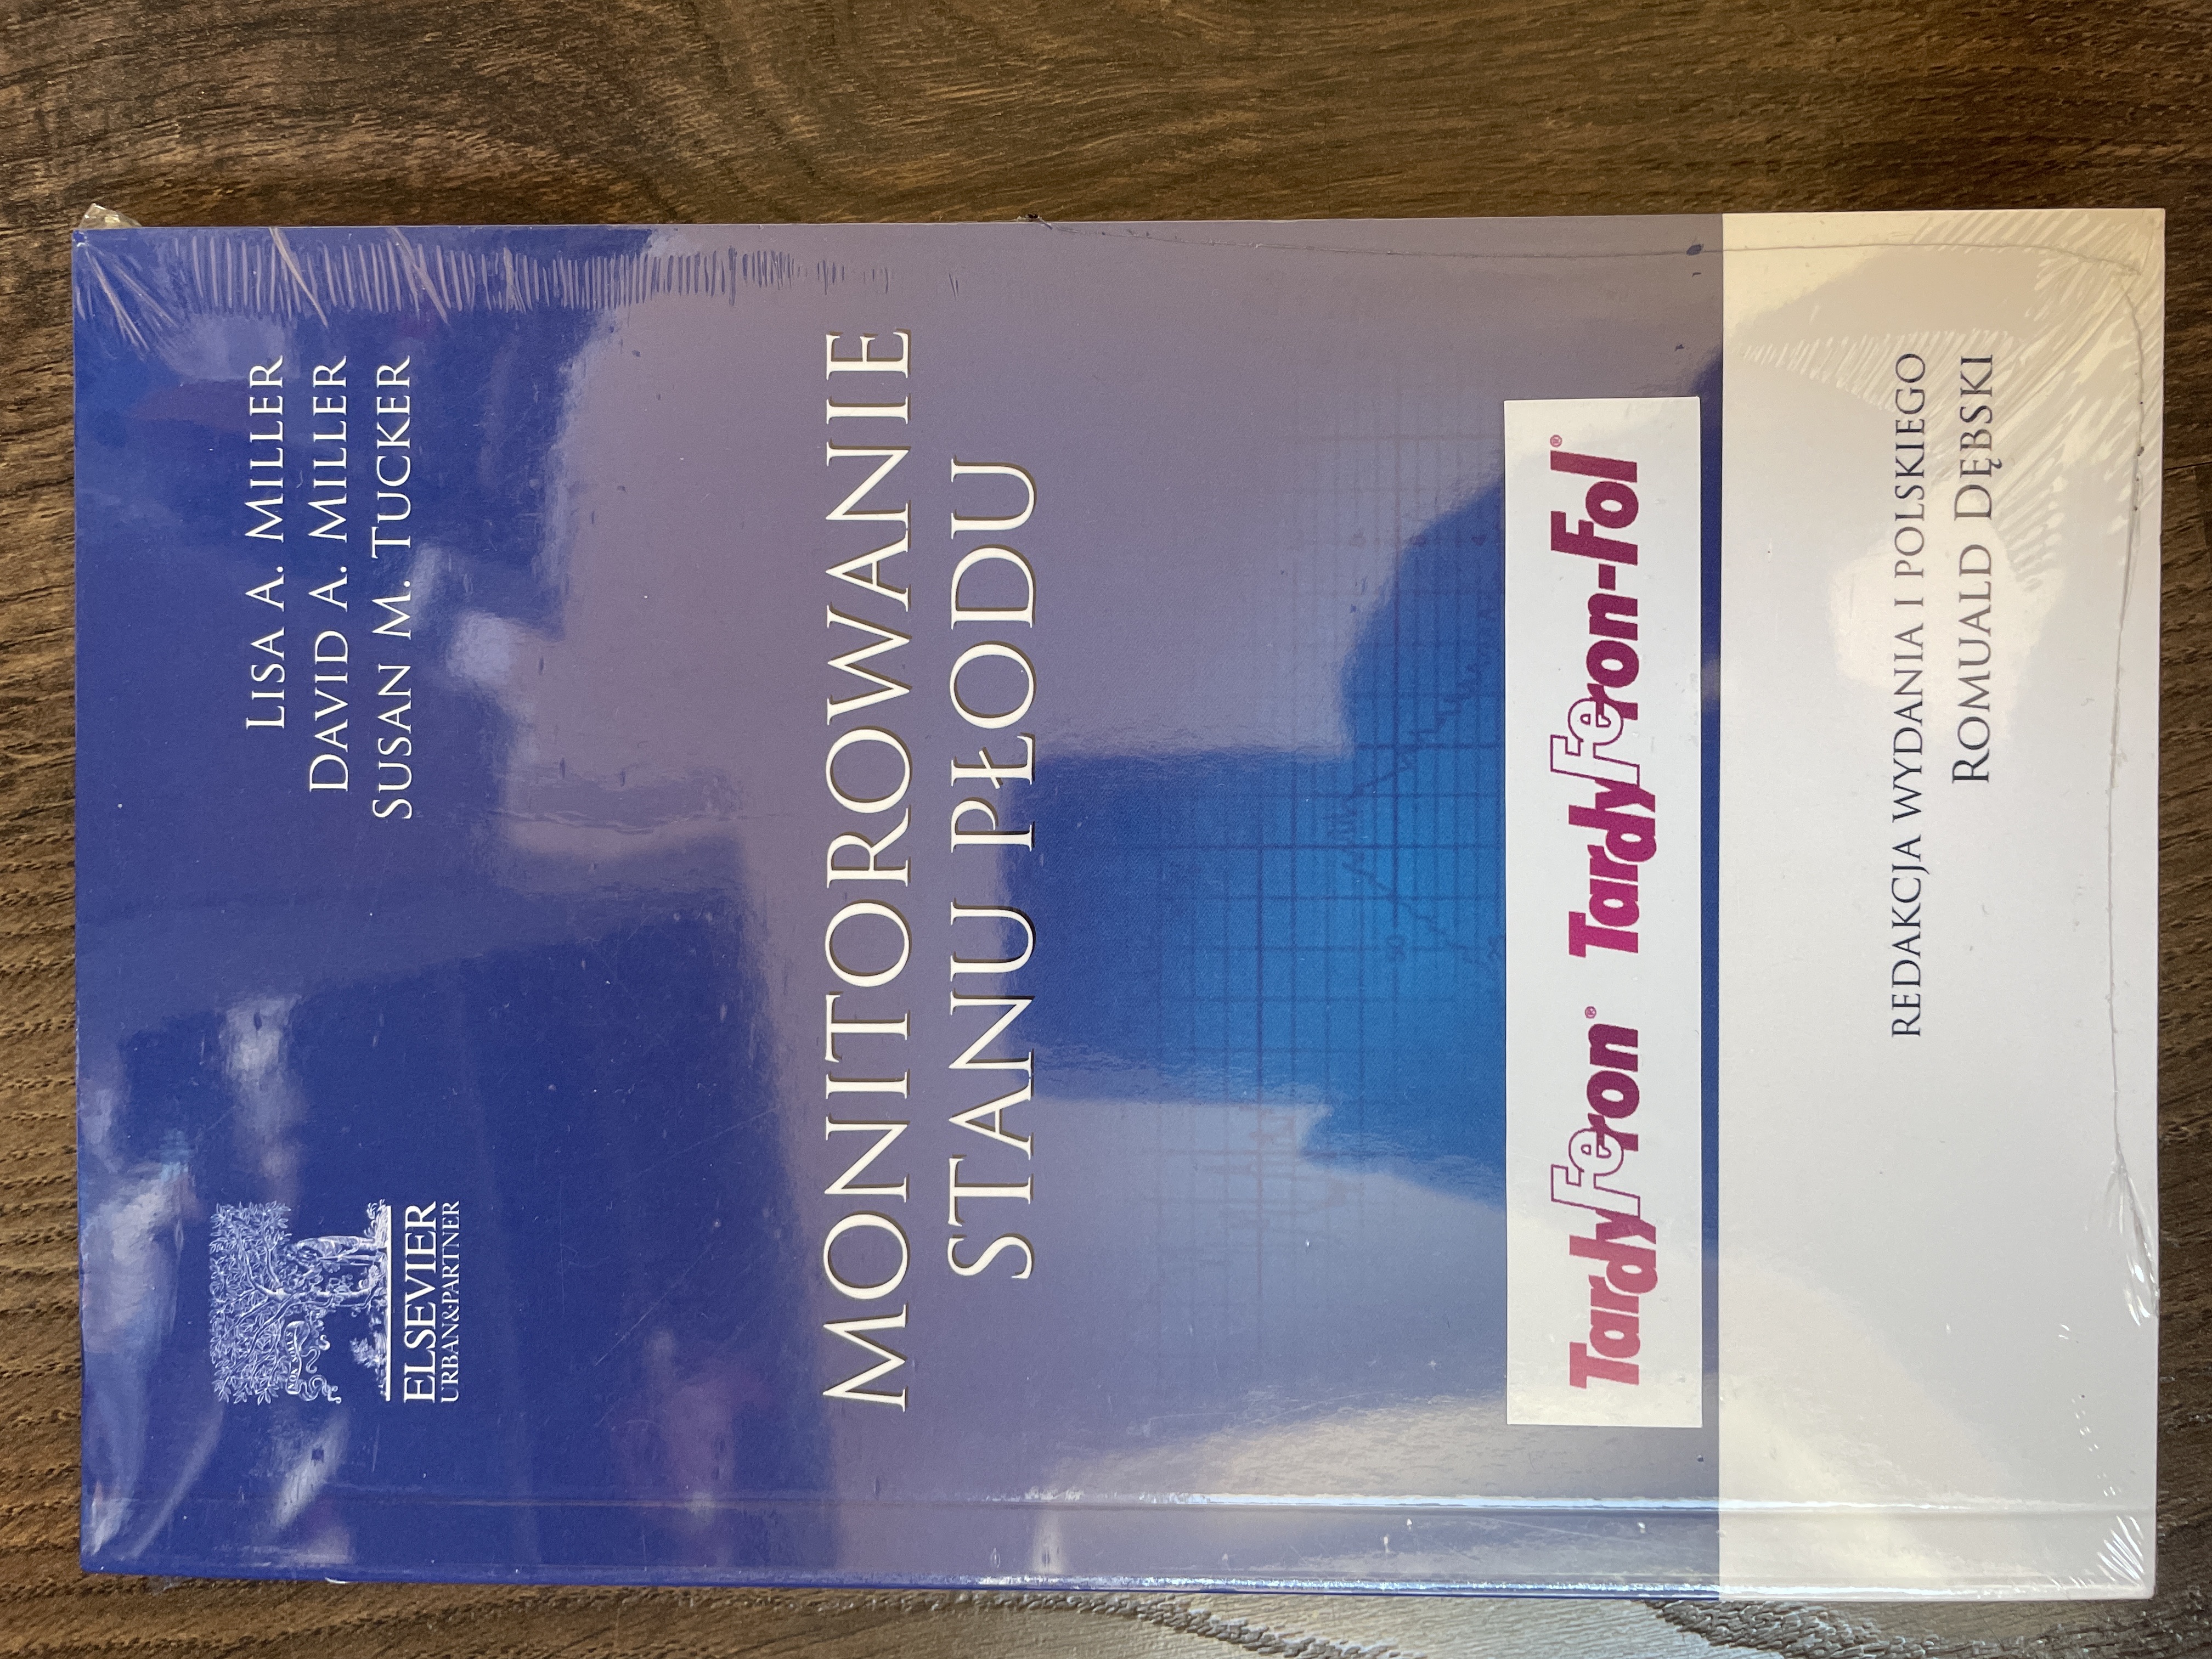 ELSEVIER
URBAN&PARTNER
LISA A. MILLER
DAVID A. MILLER
SUSAN M. TUCKER
MONITOROWANIE
STANU PŁODU
TardyFeron® TardyFeron-Fol®
REDAKCJA WYDANIA I POLSKIEGO
ROMUALD DĘBSKI